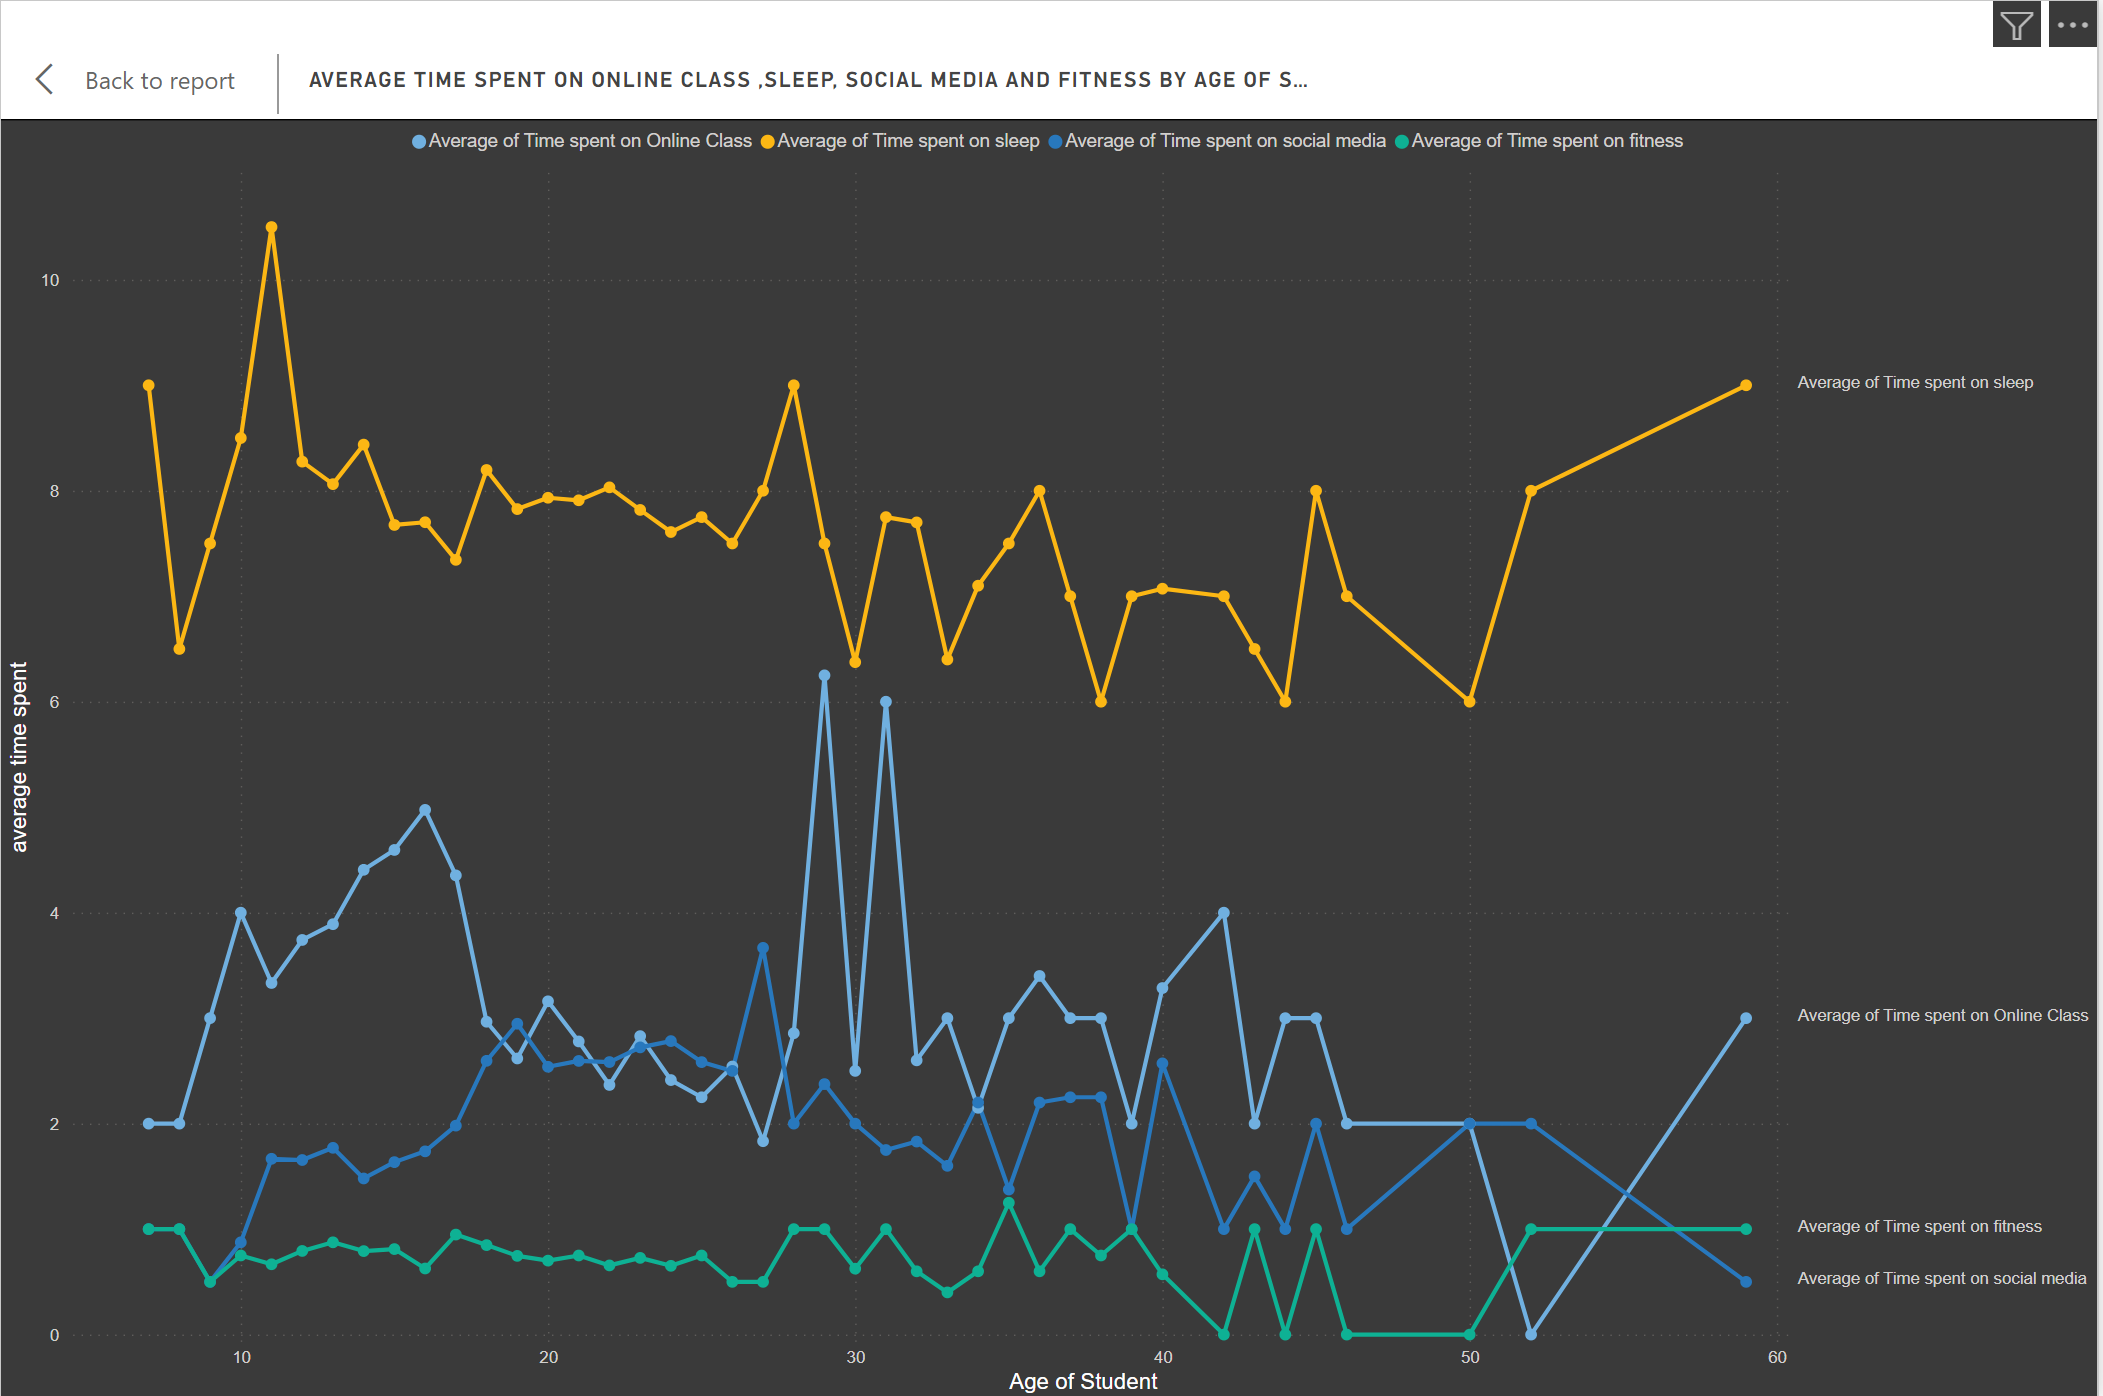 Back to report
AVERAGE TIME SPENT ON ONLINE CLASS ,SLEEP, SOCIAL MEDIA AND FITNESS BY AGE OF S...
Average of Time spent on Online Class Average of Time spent on sleep Average of Time spent on social media Average of Time spent on fitness
10
8
6
4
2
0
average time spent
Average of Time spent on sleep
Average of Time spent on Online Class
Average of Time spent on fitness
Average of Time spent on social media
10 20 30 40 50 60
Age of Student